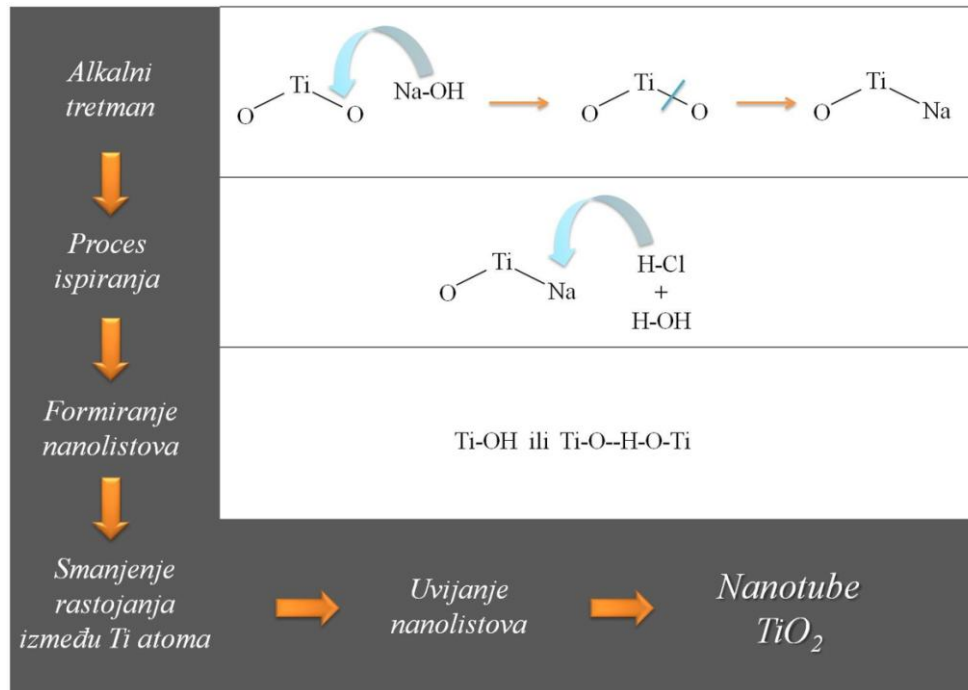 Alkalni
tretman
Ti
O
O
Na-OH
Ti
O
O
Ti
O
Na
Proces
ispiranja
Ti
O
Na
H-Cl
+
H-OH
Formiranje
nanolistova
Ti-OH ili Ti-O--H-O-Ti
Smanjenje
rastojanja
između Ti atoma
Uvijanje
nanolistova
Nanotube
TiO₂